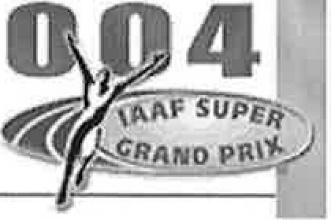 004
IAAF SUPER
GRAND PRIX